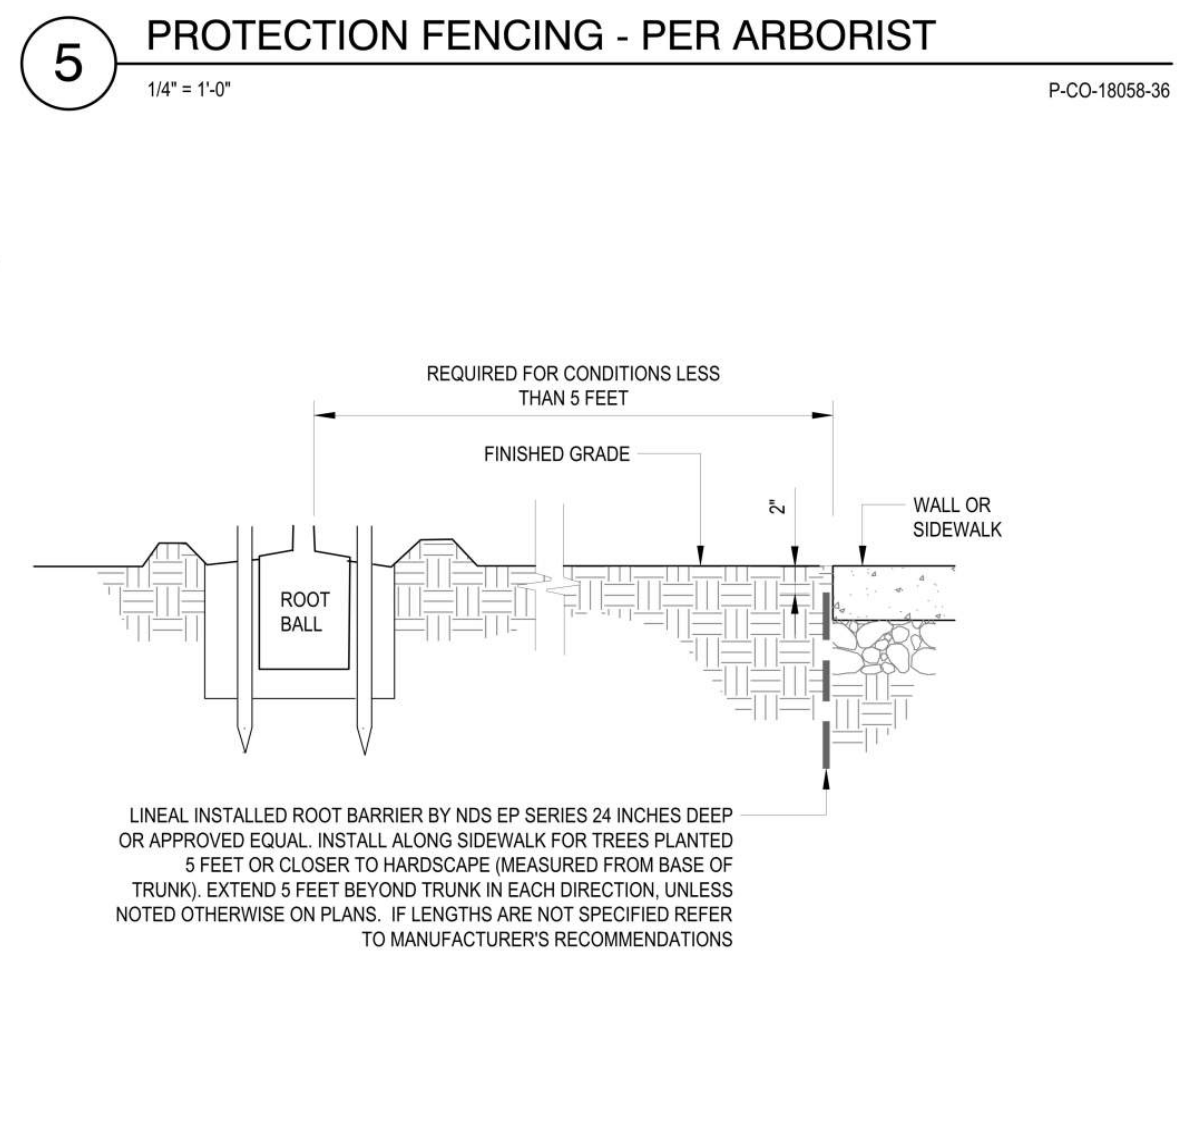 5
PROTECTION FENCING - PER ARBORIST
1/4" = 1'-0"
P-CO-18058-36
REQUIRED FOR CONDITIONS LESS
THAN 5 FEET
FINISHED GRADE
2"
WALL OR
SIDEWALK
ROOT
BALL
LINEAL INSTALLED ROOT BARRIER BY NDS EP SERIES 24 INCHES DEEP
OR APPROVED EQUAL. INSTALL ALONG SIDEWALK FOR TREES PLANTED
5 FEET OR CLOSER TO HARDSCAPE (MEASURED FROM BASE OF
TRUNK). EXTEND 5 FEET BEYOND TRUNK IN EACH DIRECTION, UNLESS
NOTED OTHERWISE ON PLANS.  IF LENGTHS ARE NOT SPECIFIED REFER
TO MANUFACTURER'S RECOMMENDATIONS